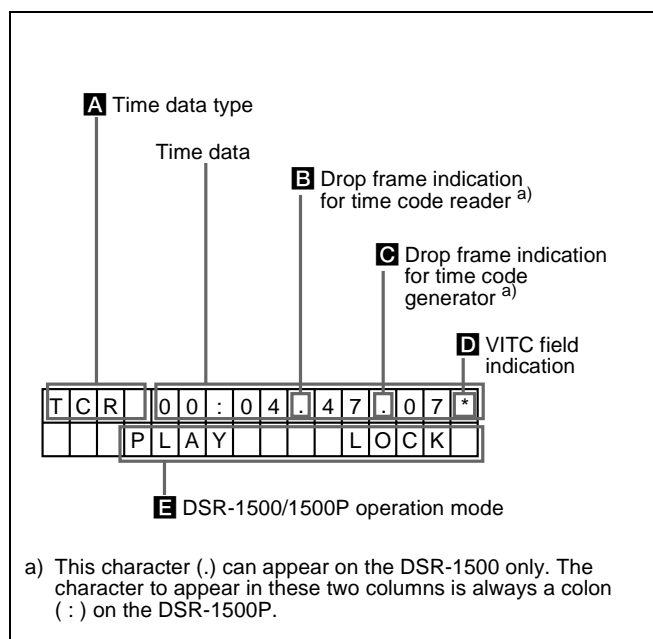 A Time data type
Time data
B Drop frame indication
for time code reader a)
C Drop frame indication
for time code
generator a)
D VITC field
indication
TCR 00:04.47.07*
PLAY LOCK
E DSR-1500/1500P operation mode
a) This character (.) can appear on the DSR-1500 only. The
character to appear in these two columns is always a colon
( : ) on the DSR-1500P.